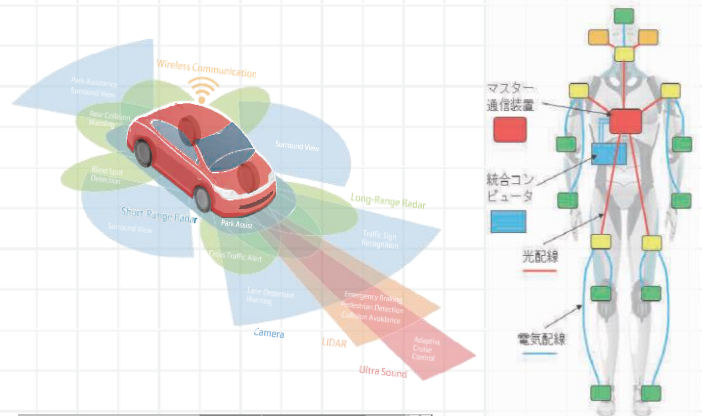 Wireless Communication
Park Assistance
Surround View
Rear Collision
Warning
Surround View
Blind Spot
Detection
Long-Range Radar
Short-Range Radar
Park Assist
Surround View
Traffic Sign
Recognition
Cross Traffic Alert
Lane Departure
Warning
Emergency Braking
Pedestrian Detection
Collision Avoidance
Camera
LIDAR
Adaptive
Cruise
Control
Ultra Sound
マスター
通信装置
統合コン
ピュータ
光配線
電気配線